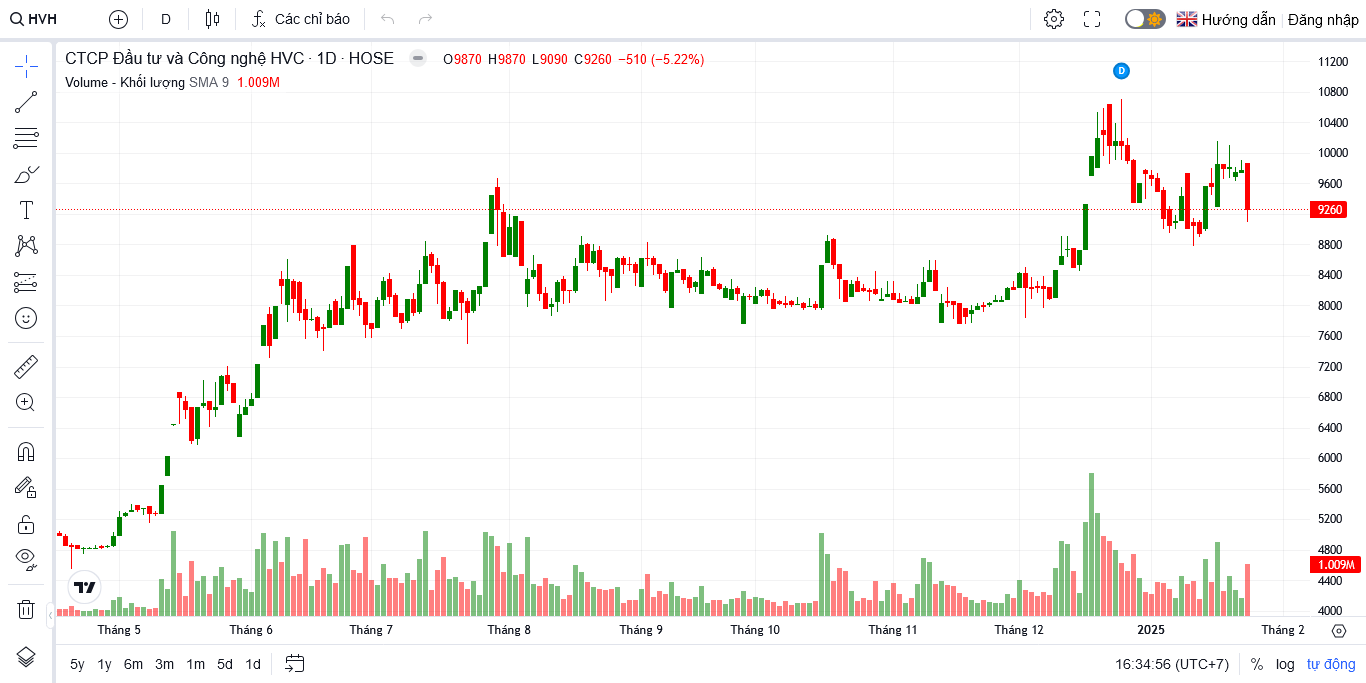 HVH D Các chỉ báo Hướng dẫn Đăng nhập
CTCP Đầu tư và Công nghệ HVC · 1D · HOSE O9870 H9870 L9090 C9260 −510 (−5.22%)
Volume - Khối lượng SMA 9 1.009M
D
11200
10800
10400
10000
9600
9260
8800
8400
8000
7600
7200
6800
6400
6000
5600
5200
4800
1.009M
4400
4000
Tháng 5 Tháng 6 Tháng 7 Tháng 8 Tháng 9 Tháng 10 Tháng 11 Tháng 12 2025 Tháng 2
5y 1y 6m 3m 1m 5d 1d 16:34:56 (UTC+7) % log tự động